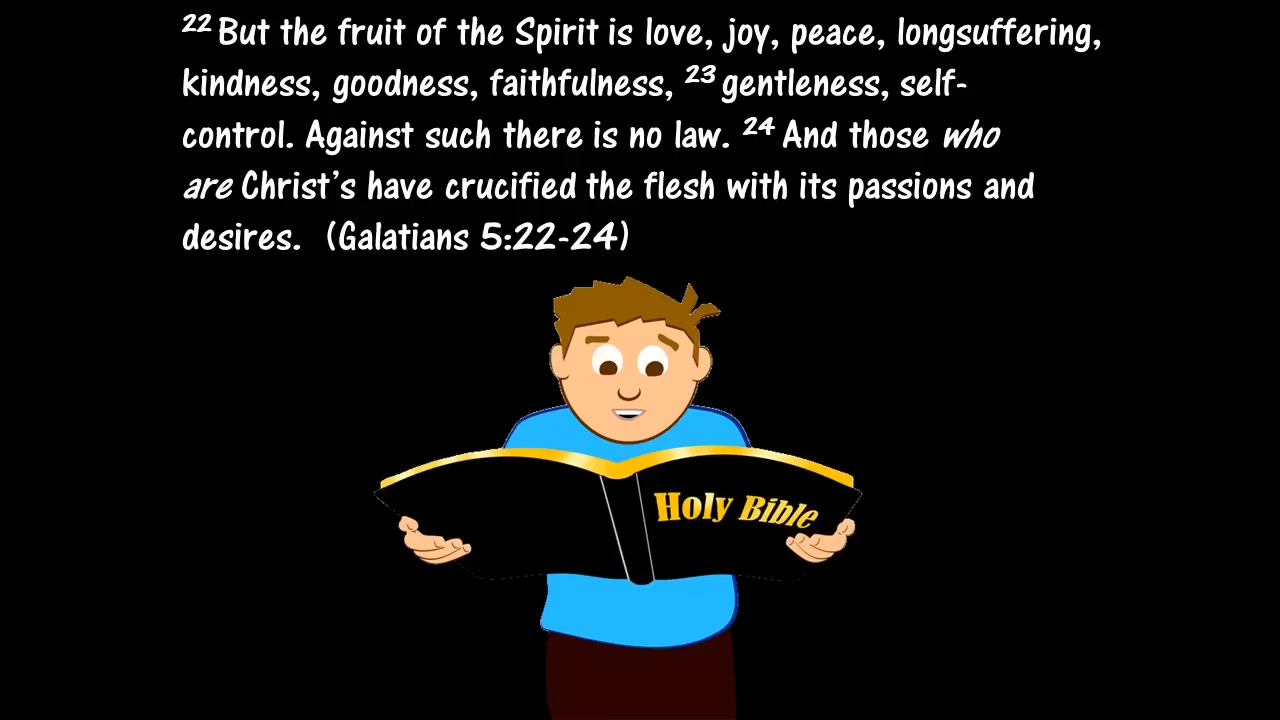 22 But the fruit of the Spirit is love, joy, peace, longsuffering,
kindness, goodness, faithfulness, 23 gentleness, self-
control. Against such there is no law. 24 And those who
are Christ’s have crucified the flesh with its passions and
desires. (Galatians 5:22-24)
Holy Bible